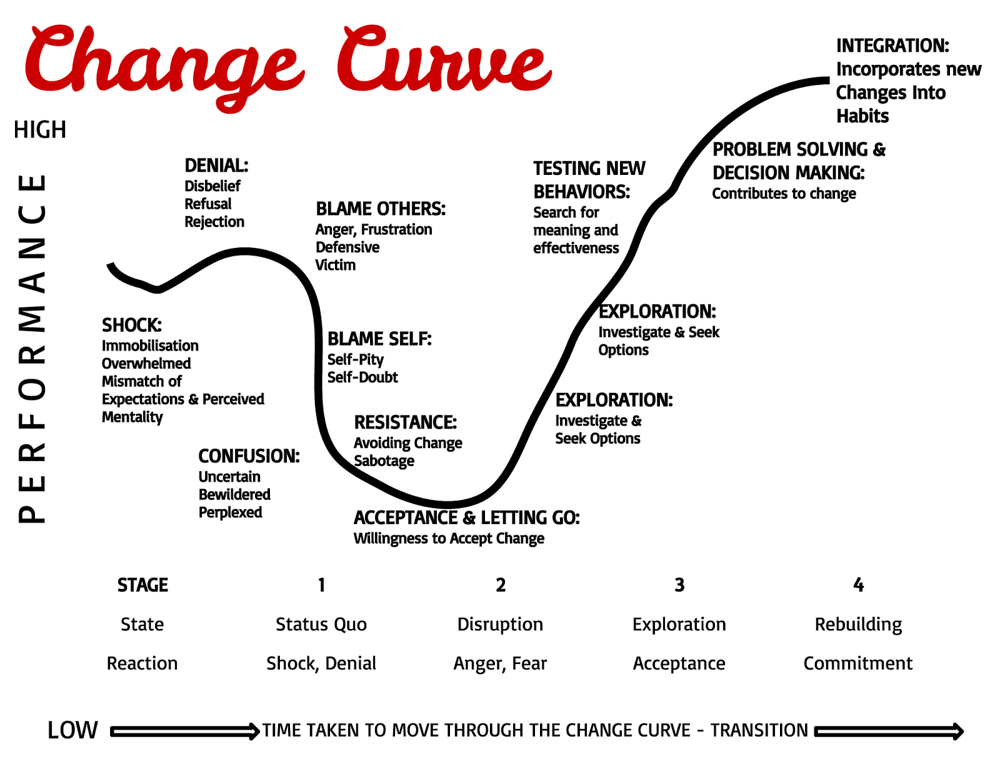 Change Curve
HIGH
PERFORMANCE
INTEGRATION:
Incorporates new
Changes Into
Habits
PROBLEM SOLVING &
DECISION MAKING:
Contributes to change
DENIAL:
Disbelief
Refusal
Rejection
TESTING NEW
BEHAVIORS:
Search for
meaning and
effectiveness
BLAME OTHERS:
Anger, Frustration
Defensive
Victim
SHOCK:
Immobilisation
Overwhelmed
Mismatch of
Expectations & Perceived
Mentality
BLAME SELF:
Self-Pity
Self-Doubt
EXPLORATION:
Investigate & Seek
Options
EXPLORATION:
Investigate &
Seek Options
RESISTANCE:
Avoiding Change
Sabotage
CONFUSION:
Uncertain
Bewildered
Perplexed
ACCEPTANCE & LETTING GO:
Willingness to Accept Change
STAGE 1 2 3 4
State Status Quo Disruption Exploration Rebuilding
Reaction Shock, Denial Anger, Fear Acceptance Commitment
LOW TIME TAKEN TO MOVE THROUGH THE CHANGE CURVE - TRANSITION